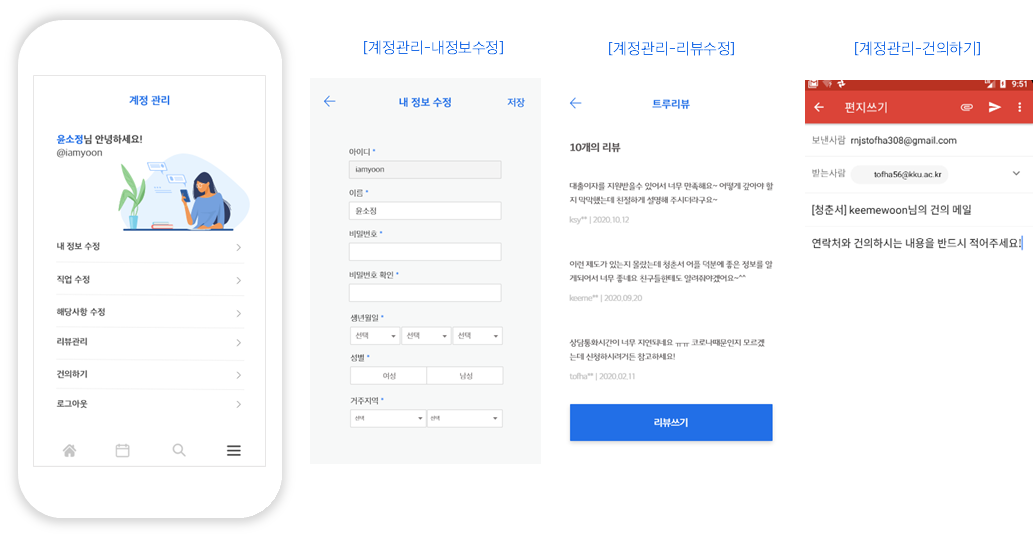 계정 관리
윤소정님 안녕하세요!
@iamyoon
내 정보 수정
직업 수정
해당사항 수정
리뷰관리
건의하기
로그아웃
[계정관리-내정보수정]
내 정보 수정
저장
아이디 *
iamyoon
이름 *
윤소정
비밀번호 *
비밀번호 확인 *
생년월일 *
선택 선택 선택
성별 *
여성 남성
거주지역 *
선택 선택
[계정관리-리뷰수정]
트루리뷰
10개의 리뷰
대출이자를 지원받을수 있어서 너무 만족해요~ 어떻게 갚아야 할
지 막막했는데 친절하게 설명해 주시더라구요~
ksy** | 2020.10.12
이런 제도가 있는지 몰랐는데 청춘서 어플 덕분에 좋은 정보를 알
게되어서 너무 좋네요 친구들한테도 알려줘야겠어요~^^
keeme** | 2020.09.20
상담통화시간이 너무 지연되네요 ㅠㅠ 코로나때문인지 모르겠
는데 신청하시려거든 참고하세요!
tofha** | 2020.02.11
리뷰쓰기
[계정관리-건의하기]
9:51
편지쓰기
보낸사람 rnjstofha308@gmail.com
받는사람 tofha56@kku.ac.kr
[청춘서] keemewoon님의 건의 메일
연락처와 건의하시는 내용을 반드시 적어주세요!